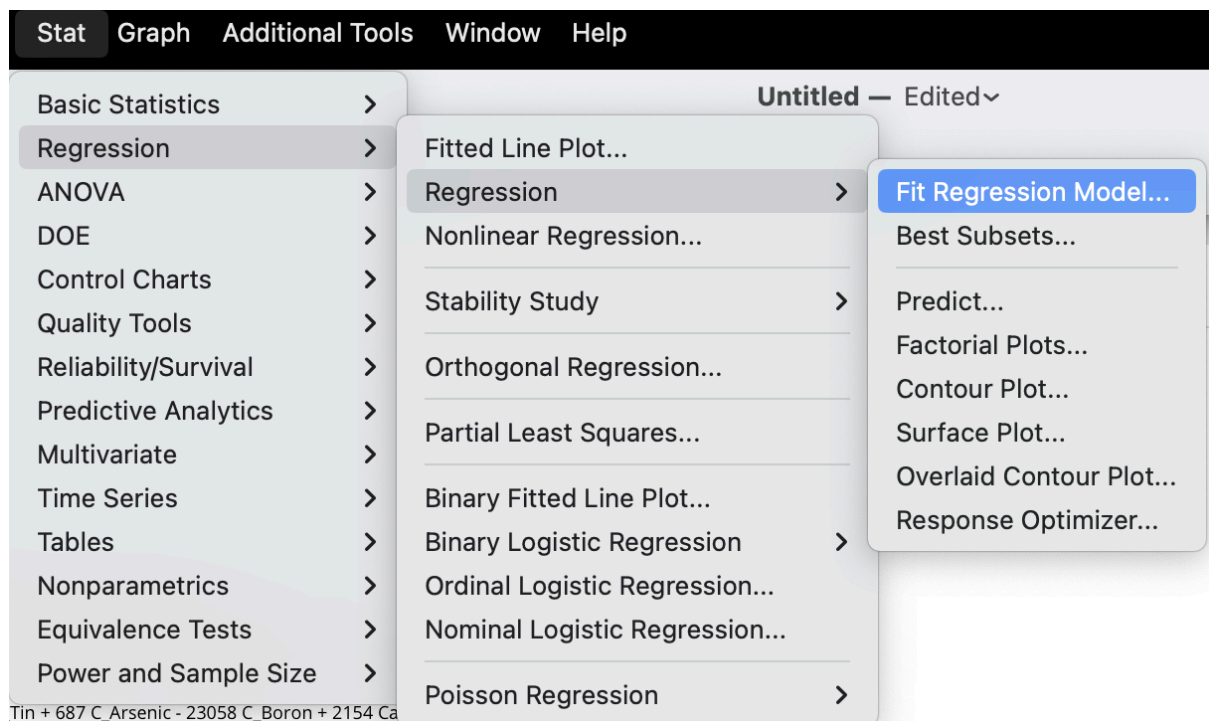 Stat Graph Additional Tools Window Help
Untitled — Edited
Basic Statistics
Regression
ANOVA
DOE
Control Charts
Quality Tools
Reliability/Survival
Predictive Analytics
Multivariate
Time Series
Tables
Nonparametrics
Equivalence Tests
Power and Sample Size
Fitted Line Plot...
Regression
Nonlinear Regression...
Stability Study
Orthogonal Regression...
Partial Least Squares...
Binary Fitted Line Plot...
Binary Logistic Regression
Ordinal Logistic Regression...
Nominal Logistic Regression...
Poisson Regression
Fit Regression Model...
Best Subsets...
Predict...
Factorial Plots...
Contour Plot...
Surface Plot...
Overlaid Contour Plot...
Response Optimizer...
Tin + 687 C_Arsenic - 23058 C_Boron + 2154 Ca